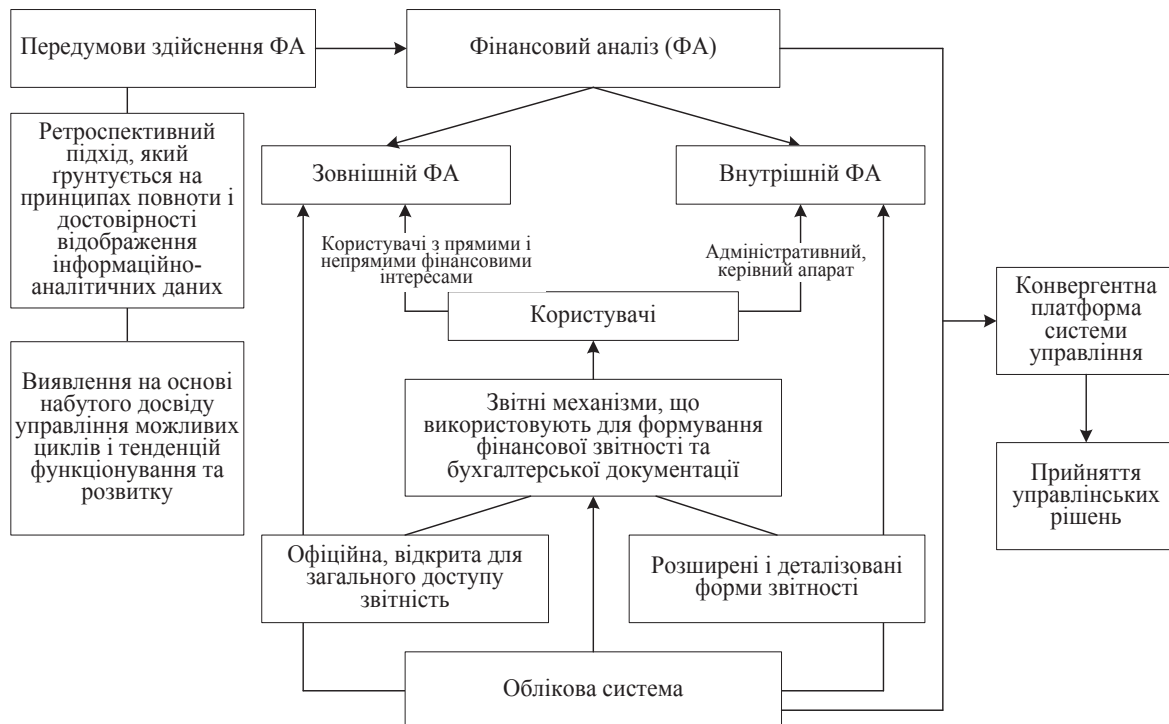 Передумови здійснення ФА
Фінансовий аналіз (ФА)
Ретроспективний
підхід, який
ґрунтується на
принципах повноти і
достовірності
відображення
інформаційно-
аналітичних даних
Зовнішній ФА
Внутрішній ФА
Користувачі з прямими і
непрямими фінансовими
інтересами
Адміністративний,
керівний апарат
Користувачі
Конвергентна
платформа
системи
управління
Виявлення на основі
набутого досвіду
управління можливих
циклів і тенденцій
функціонування та
розвитку
Звітні механізми, що
використовують для формування
фінансової звітності та
бухгалтерської документації
Прийняття
управлінських
рішень
Офіційна, відкрита для
загального доступу
звітність
Розширені і деталізовані
форми звітності
Облікова система